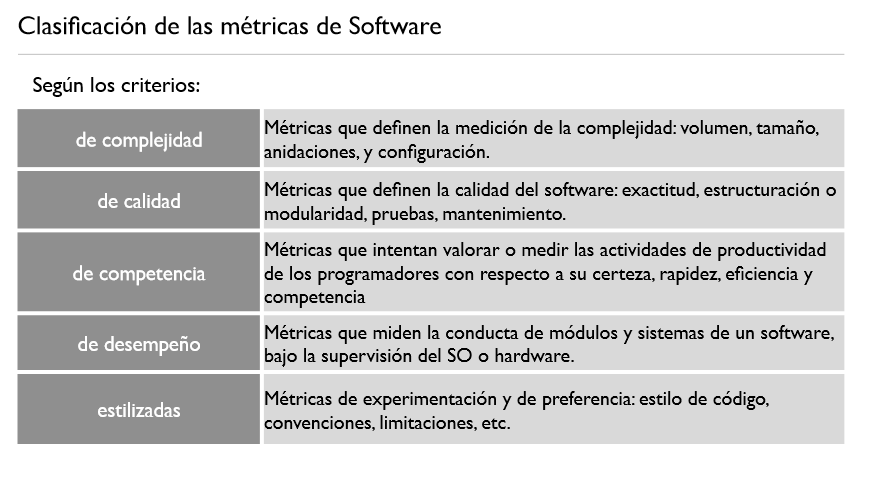 Clasificación de las métricas de Software
Según los criterios:
de complejidad
Métricas que definen la medición de la complejidad: volumen, tamaño,
anidaciones, y configuración.
de calidad
Métricas que definen la calidad del software: exactitud, estructuración o
modularidad, pruebas, mantenimiento.
de competencia
Métricas que intentan valorar o medir las actividades de productividad
de los programadores con respecto a su certeza, rapidez, eficiencia y
competencia
de desempeño
Métricas que miden la conducta de módulos y sistemas de un software,
bajo la supervisión del SO o hardware.
estilizadas
Métricas de experimentación y de preferencia: estilo de código,
convenciones, limitaciones, etc.